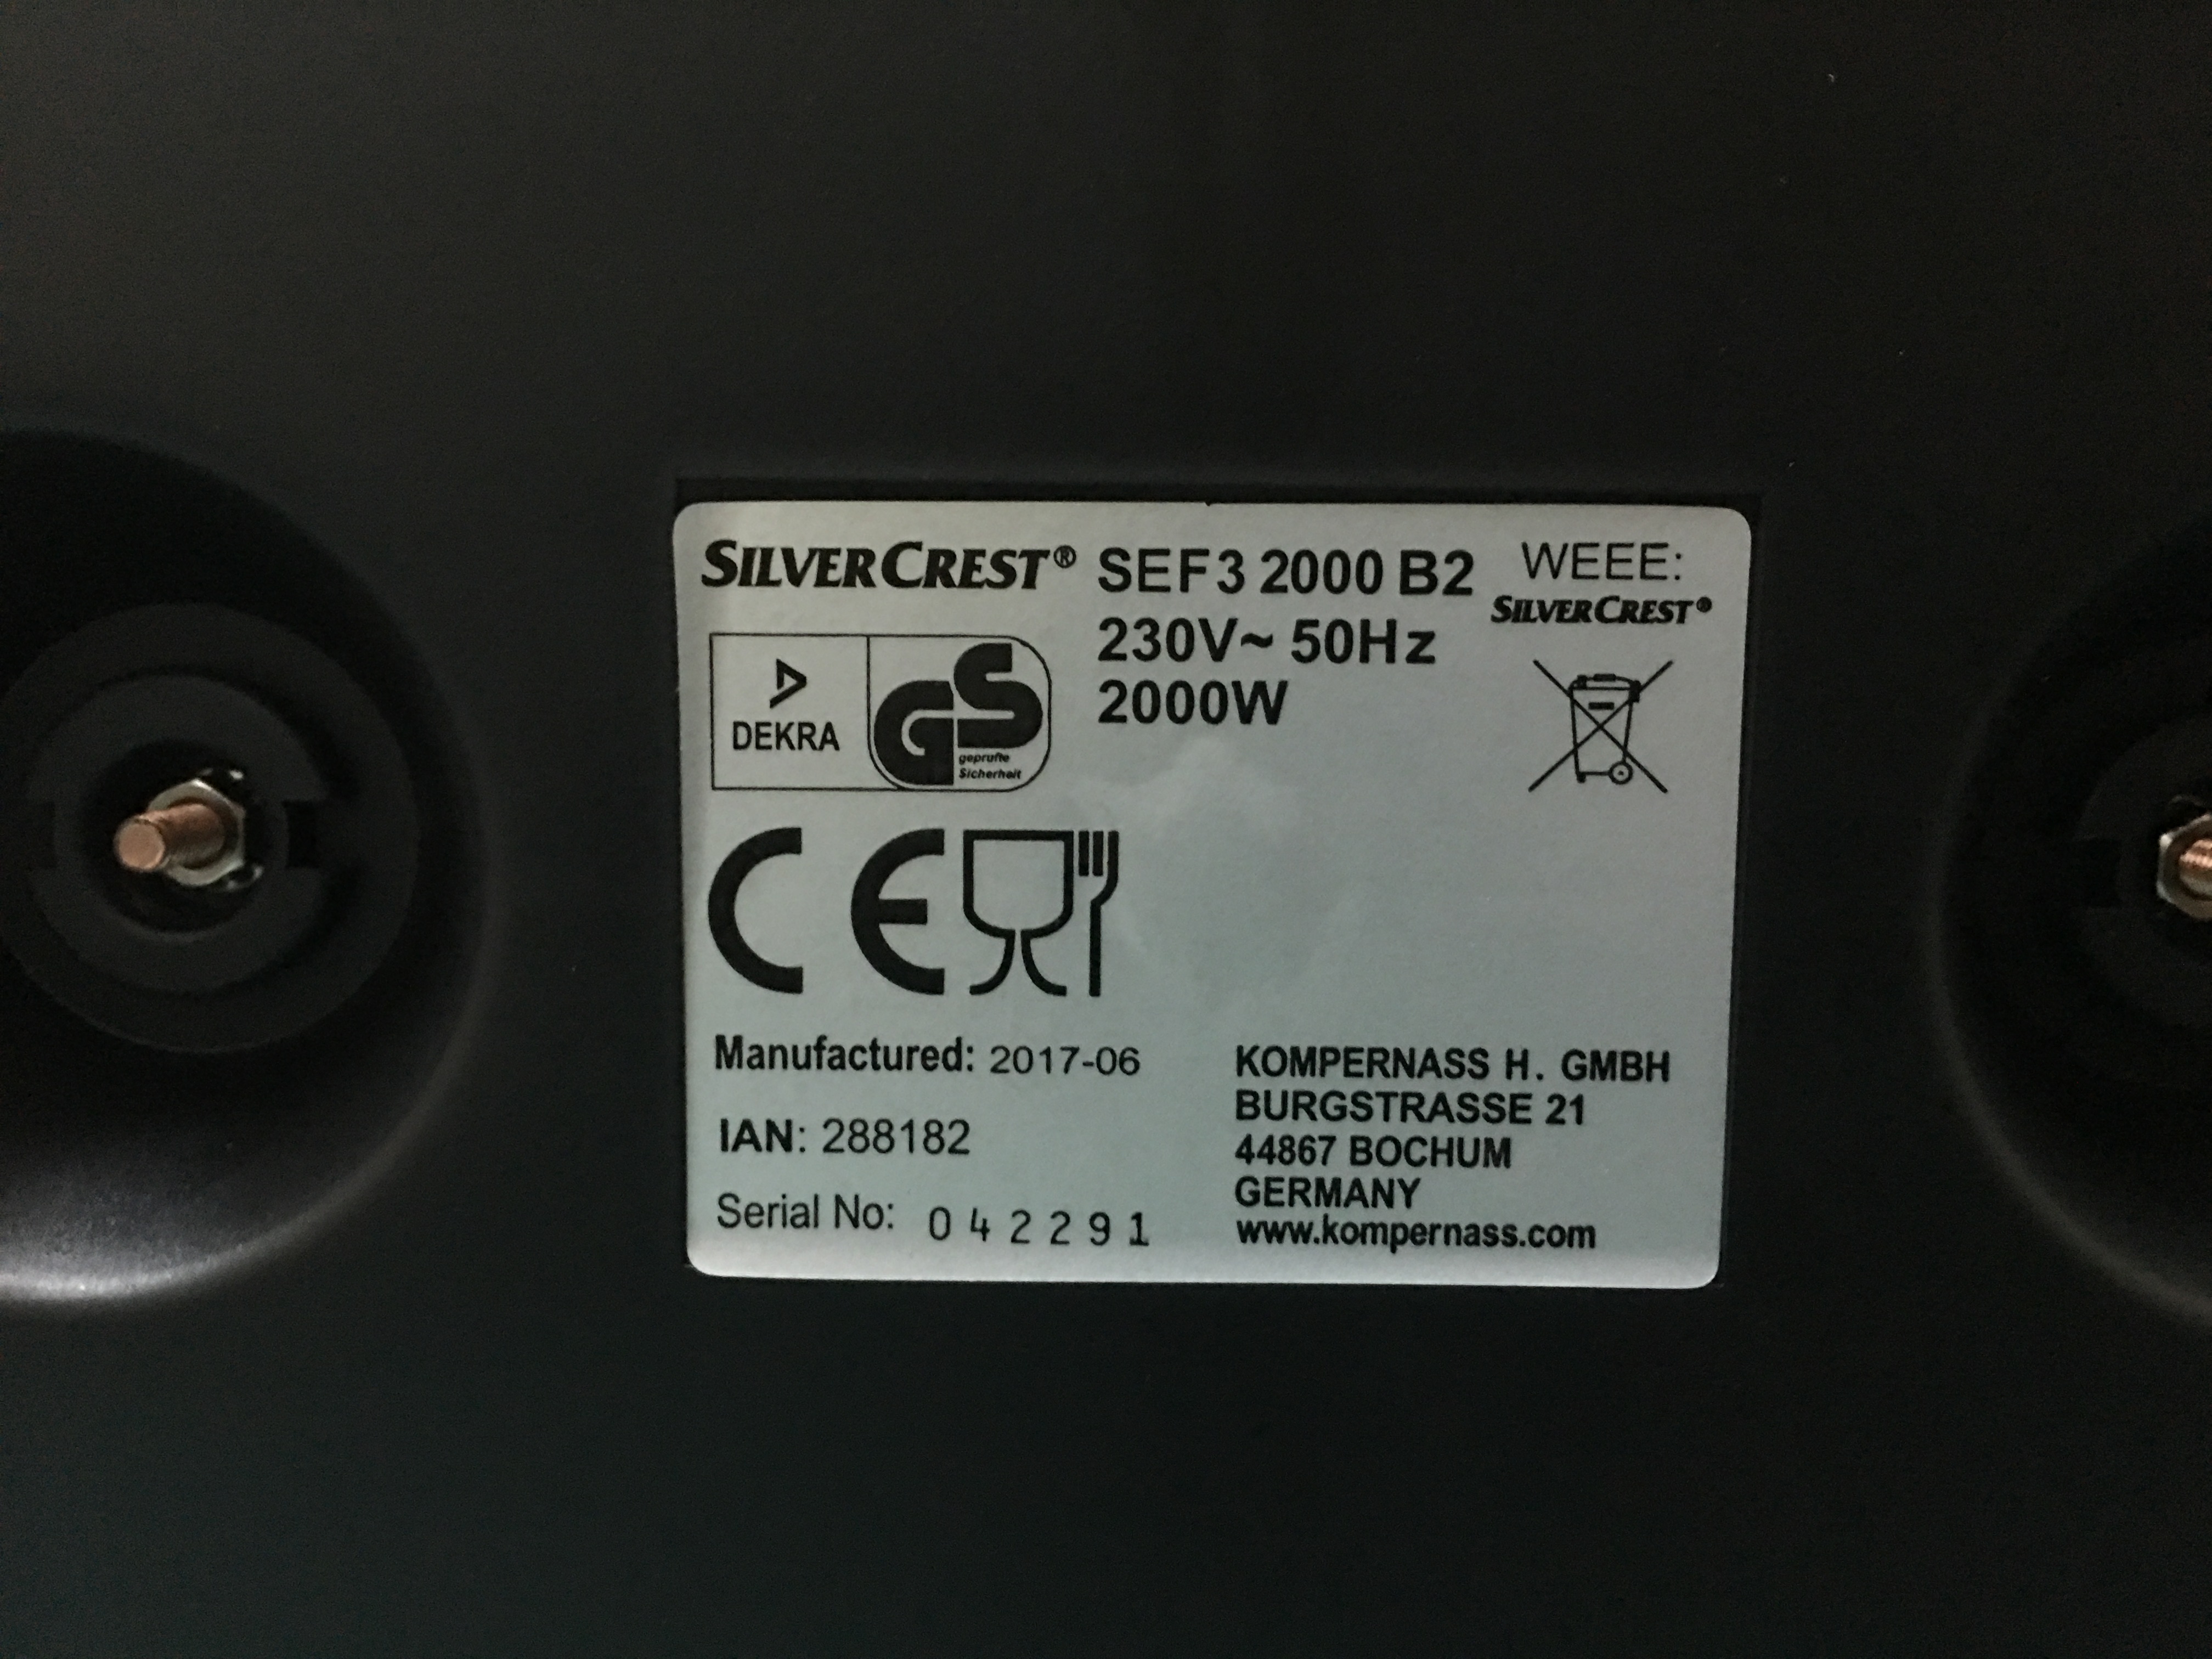 SILVERCREST® SEF3 2000 B2
230V~ 50Hz
2000W
WEEE:
SILVERCREST®
DEKRA
GS
geprüfte
Sicherheit
CE
Manufactured: 2017-06
IAN: 288182
Serial No: 042291
KOMPERNASS H. GMBH
BURGSTRASSE 21
44867 BOCHUM
GERMANY
www.kompernass.com